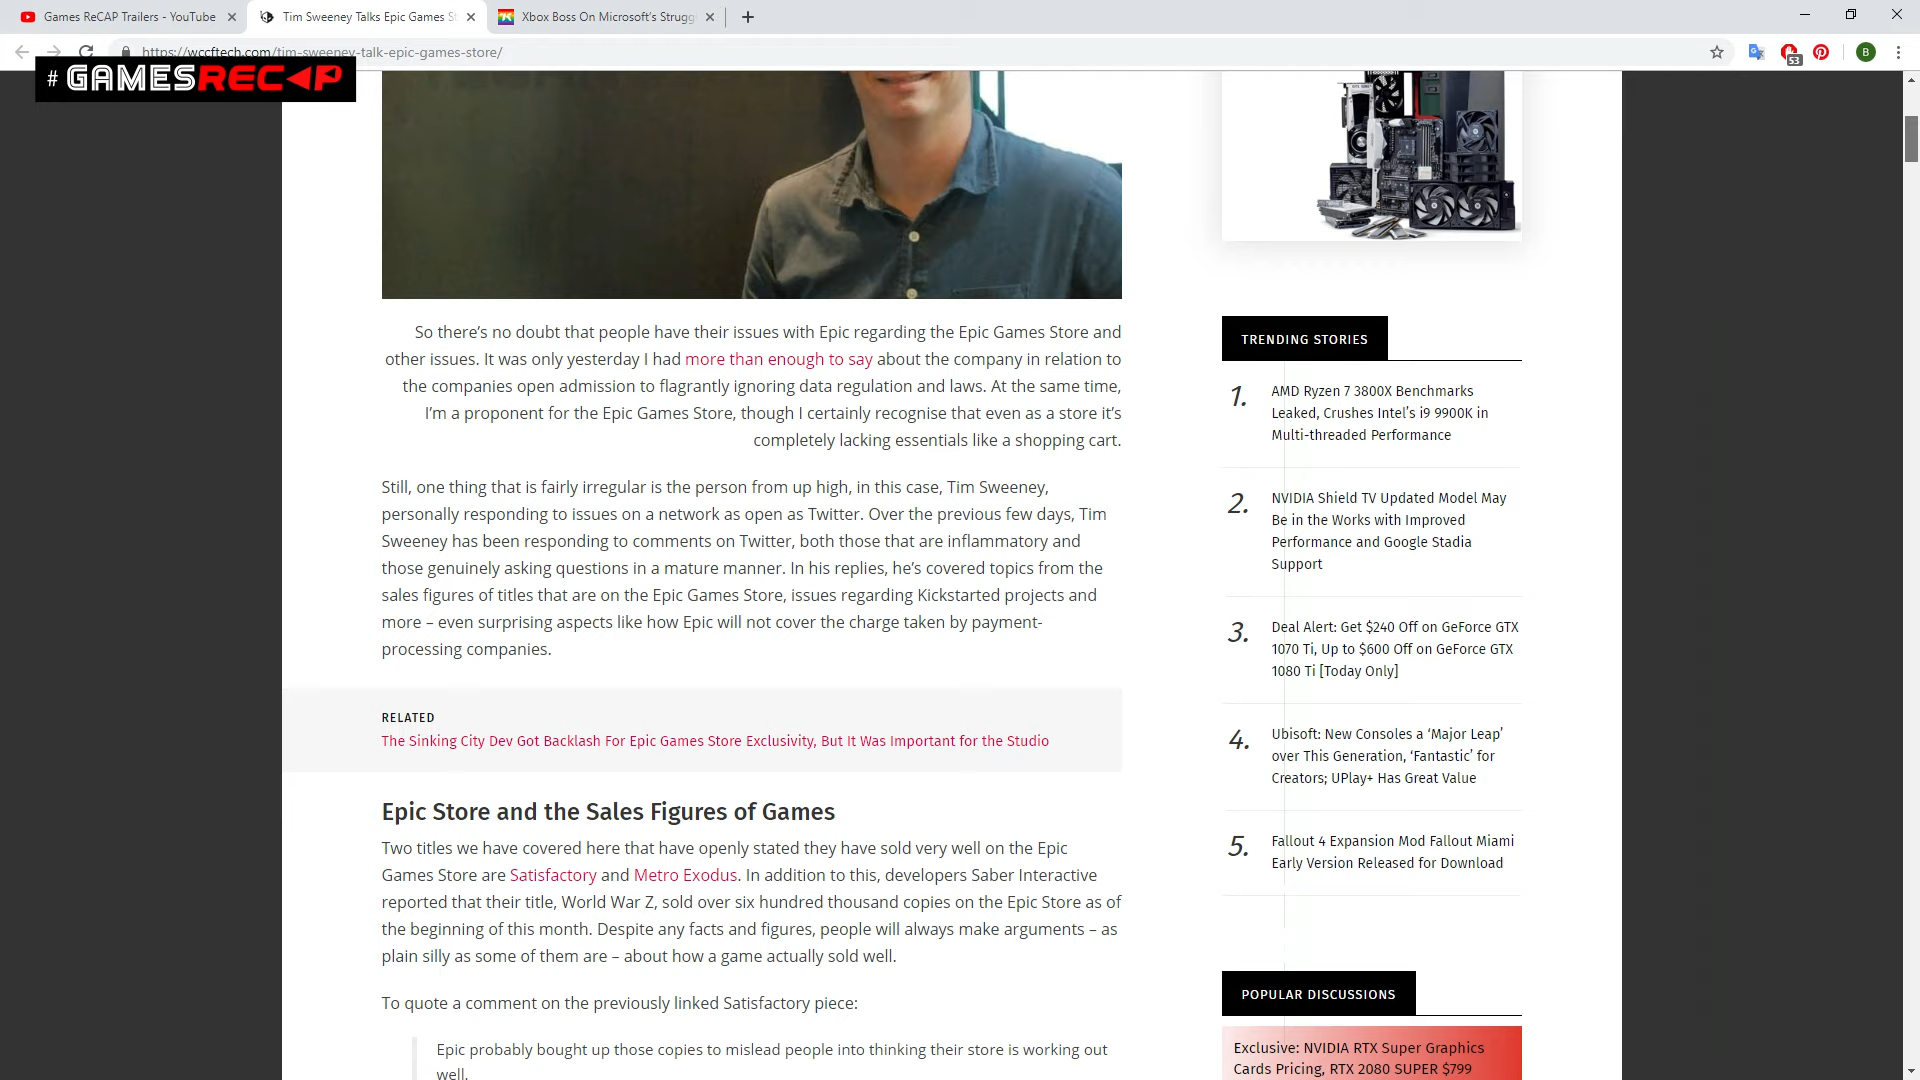 Games ReCAP Trailers - YouTube
Tim Sweeney Talks Epic Games St
Xbox Boss On Microsoft's Strugg
https://wccftech.com/tim-sweeney-talk-epic-games-store/
53
B
# GAMESRECAP
So there's no doubt that people have their issues with Epic regarding the Epic Games Store and
other issues. It was only yesterday I had more than enough to say about the company in relation to
the companies open admission to flagrantly ignoring data regulation and laws. At the same time,
I'm a proponent for the Epic Games Store, though I certainly recognise that even as a store it's
completely lacking essentials like a shopping cart.
Still, one thing that is fairly irregular is the person from up high, in this case, Tim Sweeney,
personally responding to issues on a network as open as Twitter. Over the previous few days, Tim
Sweeney has been responding to comments on Twitter, both those that are inflammatory and
those genuinely asking questions in a mature manner. In his replies, he's covered topics from the
sales figures of titles that are on the Epic Games Store, issues regarding Kickstarted projects and
more – even surprising aspects like how Epic will not cover the charge taken by payment-
processing companies.
RELATED
The Sinking City Dev Got Backlash For Epic Games Store Exclusivity, But It Was Important for the Studio
Epic Store and the Sales Figures of Games
Two titles we have covered here that have openly stated they have sold very well on the Epic
Games Store are Satisfactory and Metro Exodus. In addition to this, developers Saber Interactive
reported that their title, World War Z, sold over six hundred thousand copies on the Epic Store as of
the beginning of this month. Despite any facts and figures, people will always make arguments – as
plain silly as some of them are – about how a game actually sold well.
To quote a comment on the previously linked Satisfactory piece:
Epic probably bought up those copies to mislead people into thinking their store is working out
well.
TRENDING STORIES
1.
AMD Ryzen 7 3800X Benchmarks
Leaked, Crushes Intel's i9 9900K in
Multi-threaded Performance
2.
NVIDIA Shield TV Updated Model May
Be in the Works with Improved
Performance and Google Stadia
Support
3.
Deal Alert: Get $240 Off on GeForce GTX
1070 Ti, Up to $600 Off on GeForce GTX
1080 Ti [Today Only]
4.
Ubisoft: New Consoles a ‘Major Leap’
over This Generation, ‘Fantastic’ for
Creators; UPlay+ Has Great Value
5.
Fallout 4 Expansion Mod Fallout Miami
Early Version Released for Download
POPULAR DISCUSSIONS
Exclusive: NVIDIA RTX Super Graphics
Cards Pricing, RTX 2080 SUPER $799